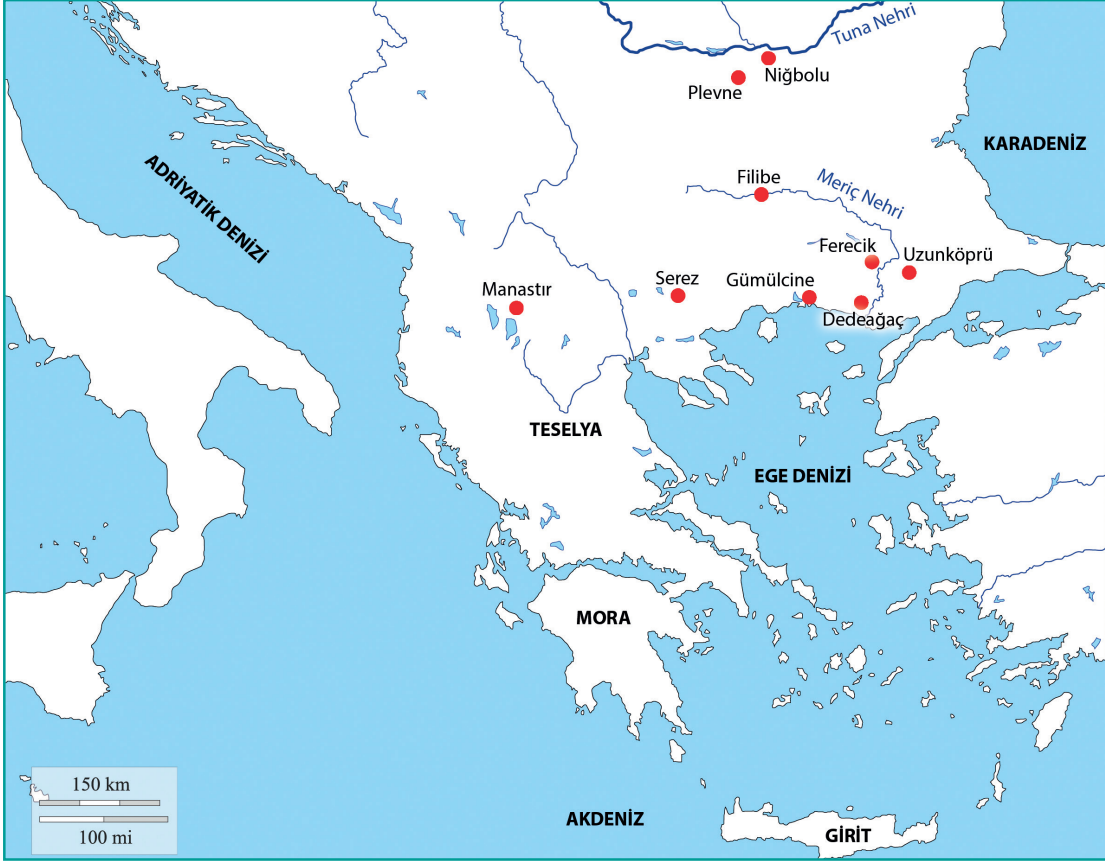 Tuna Nehri
Niğbolu
Plevne
KARADENİZ
ADRİYATİK DENİZİ
Filibe
Meriç Nehri
Ferecik
Uzunköprü
Serez
Gümülcine
Manastır
Dedeağaç
TESELYA
EGE DENİZİ
MORA
150 km
100 mi
AKDENİZ
GİRİT